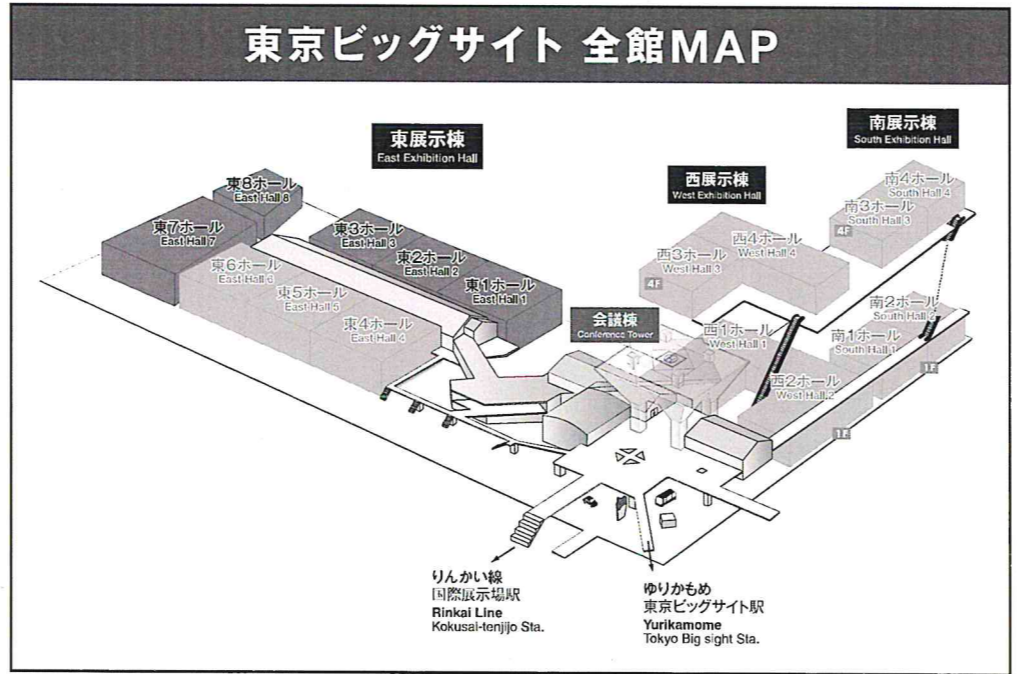 東京ビッグサイト 全館MAP
東展示棟
East Exhibition Hall
南展示棟
South Exhibition Hall
西展示棟
West Exhibition Hall
東8ホール
East Hall 8
東7ホール
East Hall 7
東3ホール
East Hall 3
東2ホール
East Hall 2
東1ホール
East Hall 1
東6ホール
East Hall 6
東5ホール
East Hall 5
東4ホール
East Hall 4
南4ホール
South Hall 4
南3ホール
South Hall 3
4F
西4ホール
West Hall 4
西3ホール
West Hall 3
4F
会議棟
Conference Tower
西1ホール
West Hall 1
南2ホール
South Hall 2
南1ホール
South Hall 1
1F
西2ホール
West Hall 2
1F
りんかい線
国際展示場駅
Rinkai Line
Kokusai-tenjijo Sta.
ゆりかもめ
東京ビッグサイト駅
Yurikamome
Tokyo Big sight Sta.